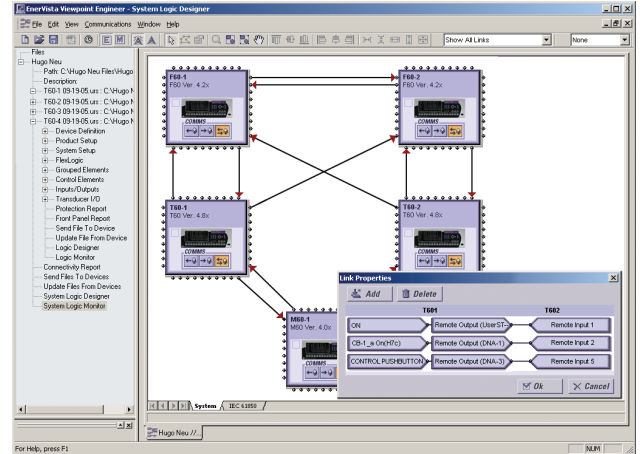 EnerVista Viewpoint Engineer - System Logic Designer
File Edit View Communications Window Help
Show All Links
None
Files
Hugo Neu
Path: C:\Hugo Neu Files\Hugo
Description:
T60-1 09-19-05.urs : C:\Hugo N
T60-2 09-19-05.urs : C:\Hugo N
T60-3 09-19-05.urs : C:\Hugo N
T60-4 09-19-05.urs : C:\Hugo N
Device Definition
Product Setup
System Setup
FlexLogic
Grouped Elements
Control Elements
Inputs/Outputs
Transducer I/O
Protection Report
Front Panel Report
Send File To Device
Update File From Device
Logic Designer
Logic Monitor
Connectivity Report
Send Files To Devices
Update Files From Devices
System Logic Designer
System Logic Monitor
F60-1
F60 Ver. 4.2x
COMMS
F60-2
F60 Ver. 4.2x
COMMS
T60-1
T60 Ver. 4.8x
COMMS
T60-2
T60 Ver. 4.8x
COMMS
M60-1
M60 Ver. 4.0x
COMMS
Link Properties
Add
Delete
T601
T602
ON
Remote Output (UserST--
Remote Input 1
CB-1_a On(H7c)
Remote Output (DNA-1)
Remote Input 2
CONTROL PUSHBUTTON
Remote Output (DNA-3)
Remote Input 5
Ok
Cancel
System
IEC 61850
Hugo Neu //...
For Help, press F1
NUM